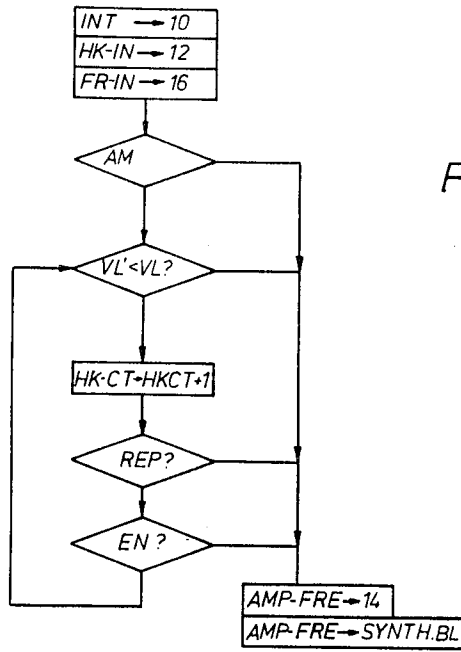 INT → 10
HK-IN → 12
FR-IN → 16
AM
F
VL'<VL?
HK-CT→HKCT+1
REP?
EN?
AMP-FRE→14
AMP-FRE→SYNTH.BL